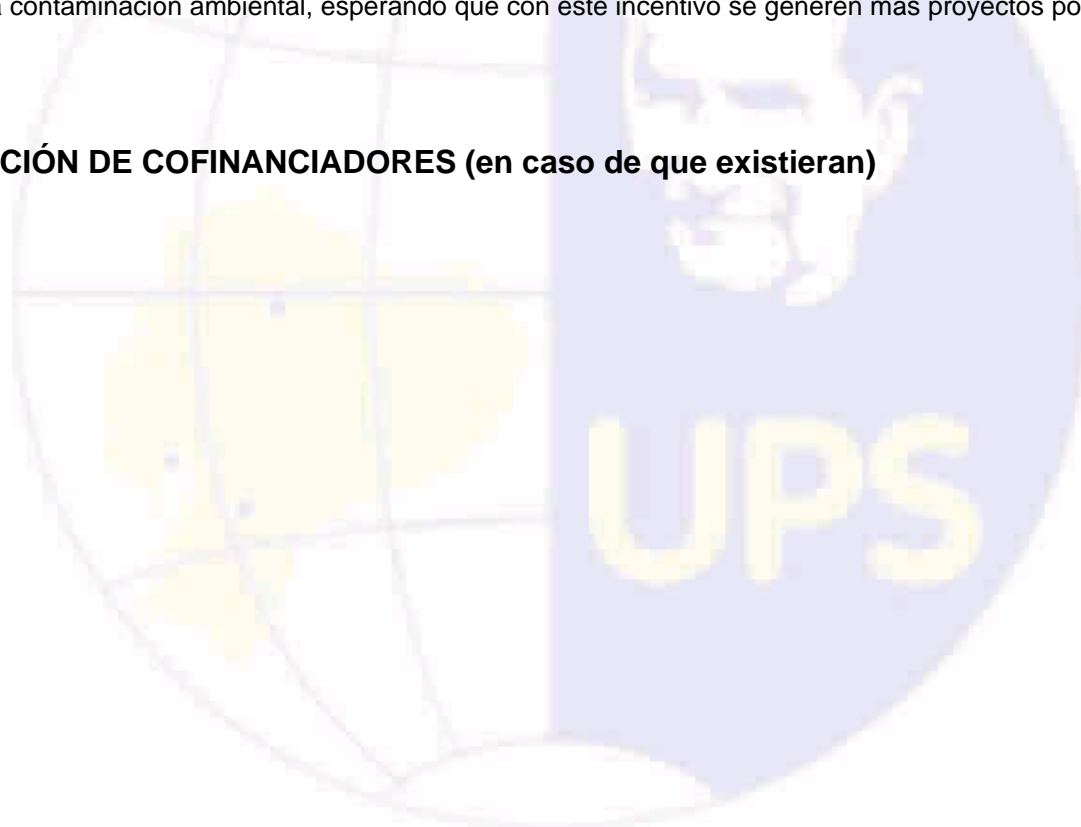 contaminación ambiental, esperando que con este incentivo se generen más proyectos po
CIÓN DE COFINANCIADORES (en caso de que existieran)
UPS